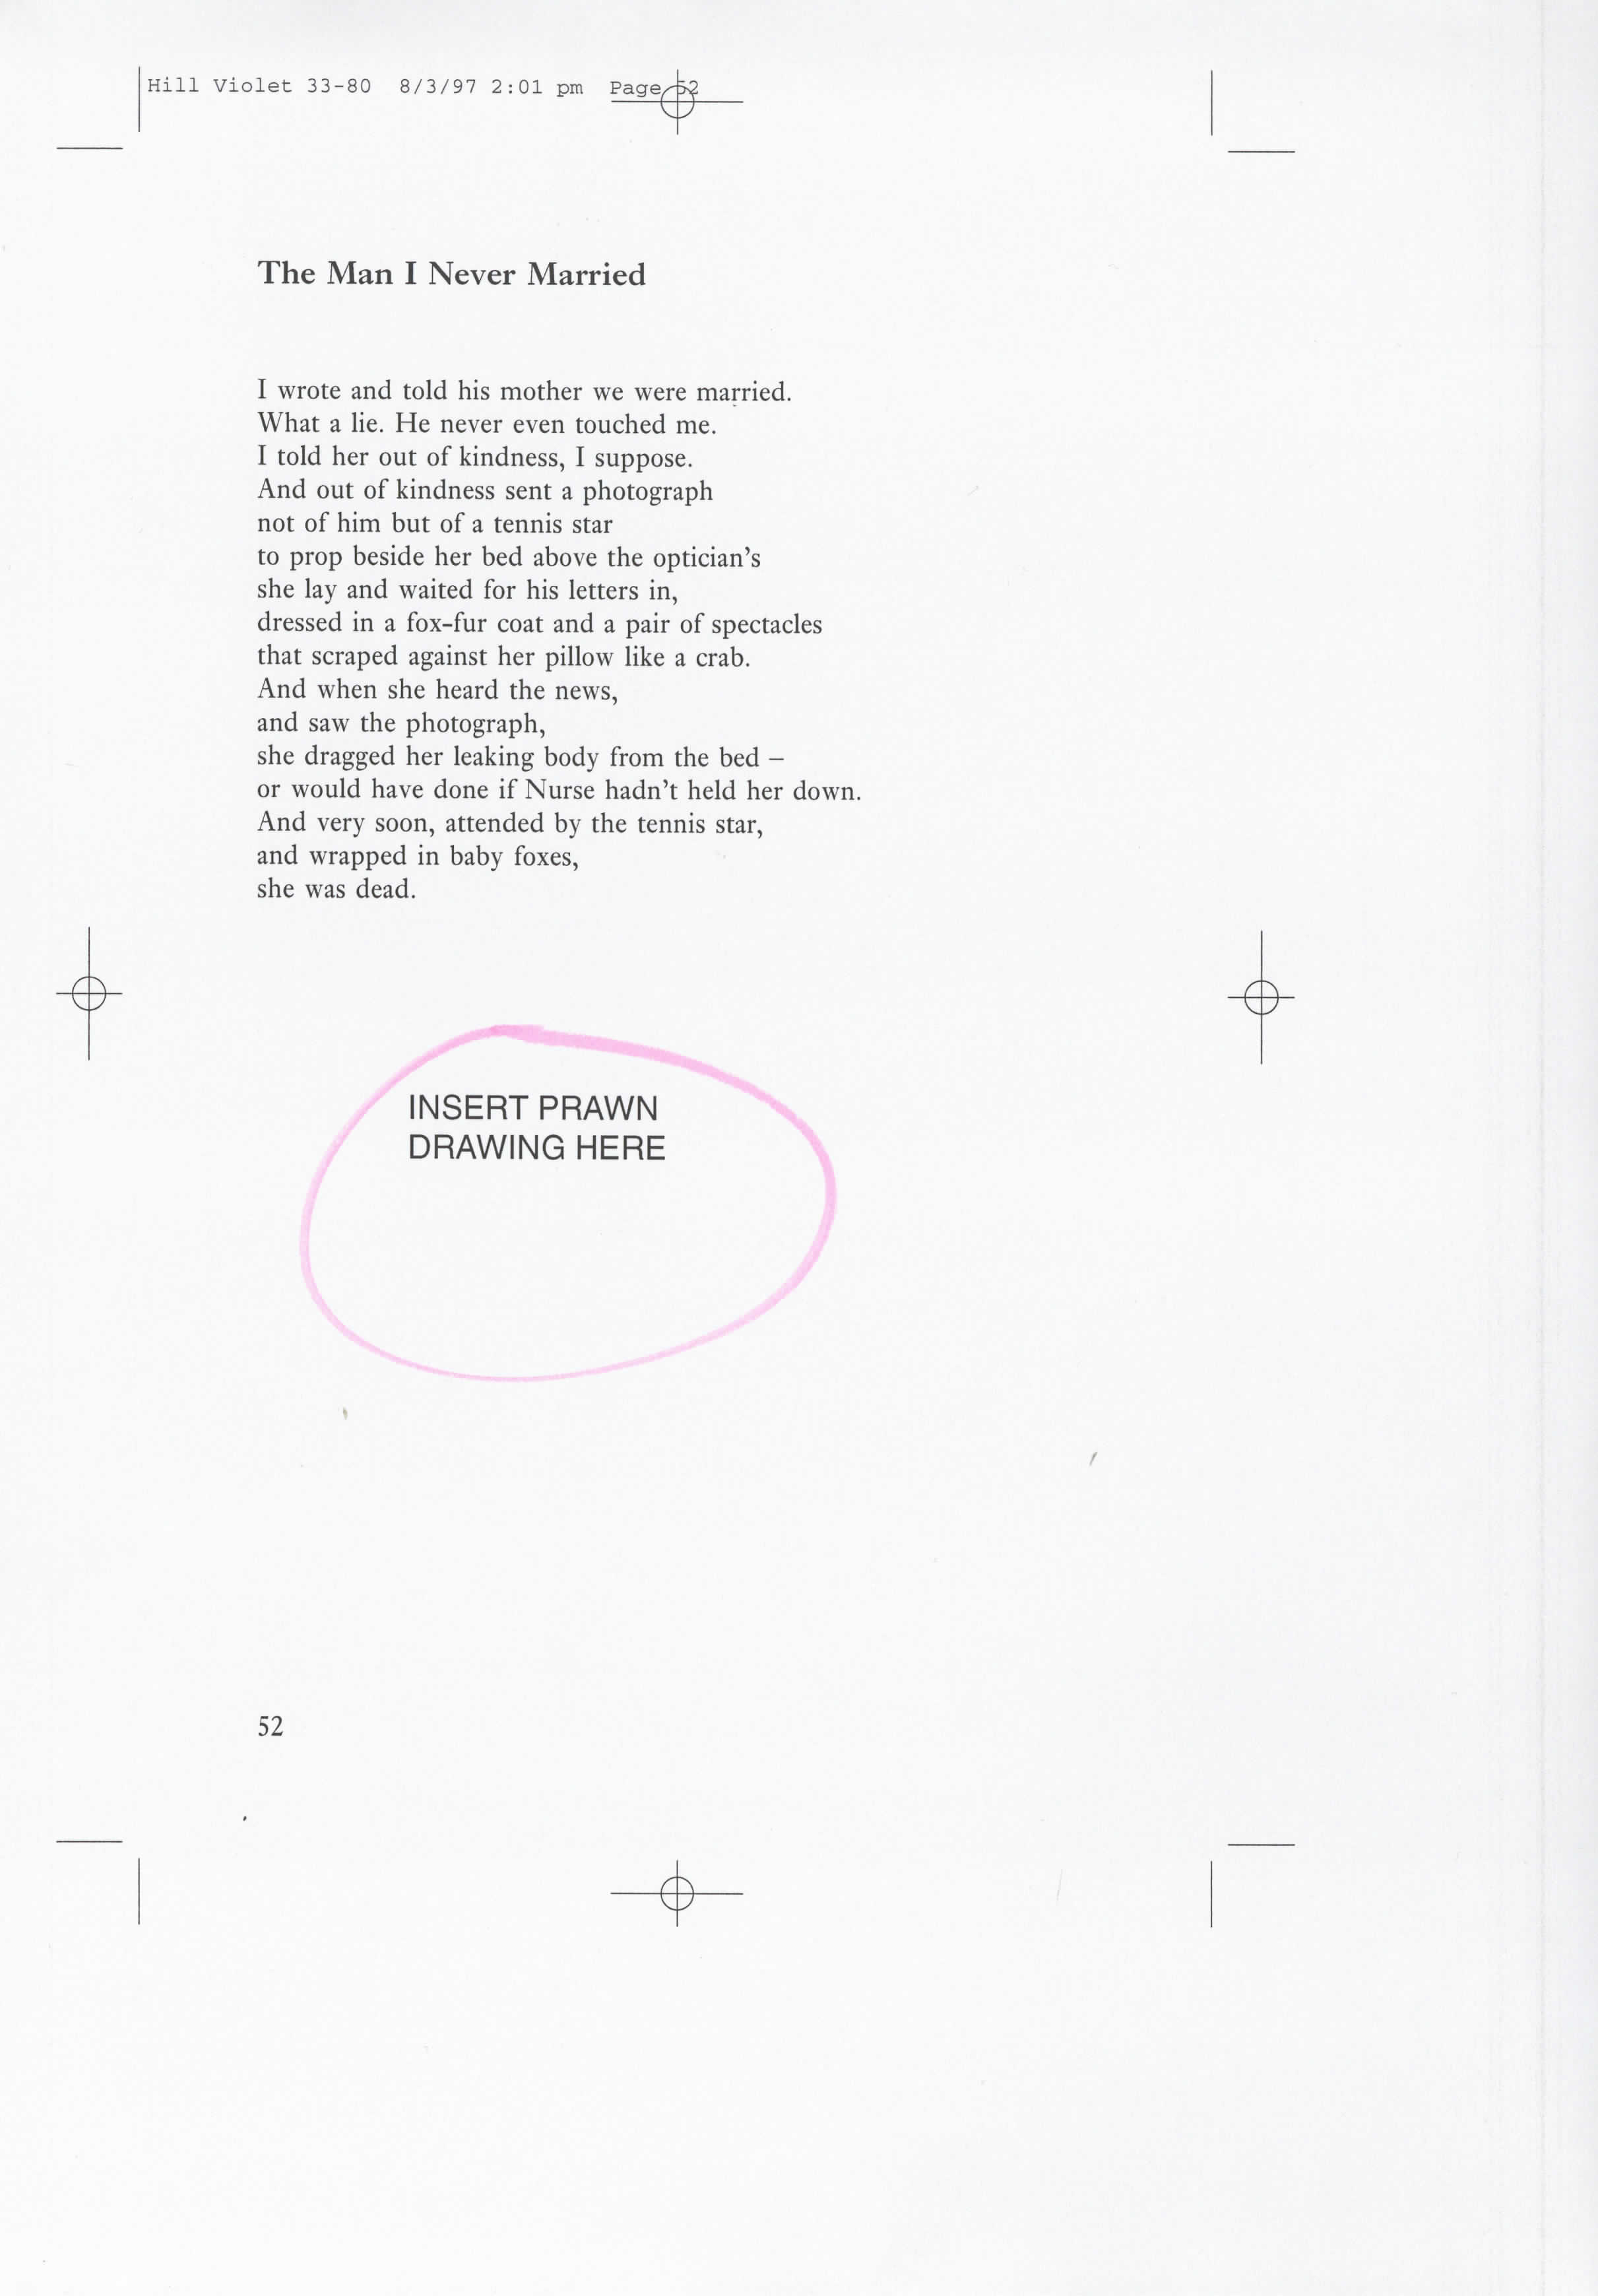 Hill Violet 33-80 8/3/97 2:01 pm Page 52
The Man I Never Married
I wrote and told his mother we were married.
What a lie. He never even touched me.
I told her out of kindness, I suppose.
And out of kindness sent a photograph
not of him but of a tennis star
to prop beside her bed above the optician’s
she lay and waited for his letters in,
dressed in a fox-fur coat and a pair of spectacles
that scraped against her pillow like a crab.
And when she heard the news,
and saw the photograph,
she dragged her leaking body from the bed –
or would have done if Nurse hadn’t held her down.
And very soon, attended by the tennis star,
and wrapped in baby foxes,
she was dead.
INSERT PRAWN
DRAWING HERE
52